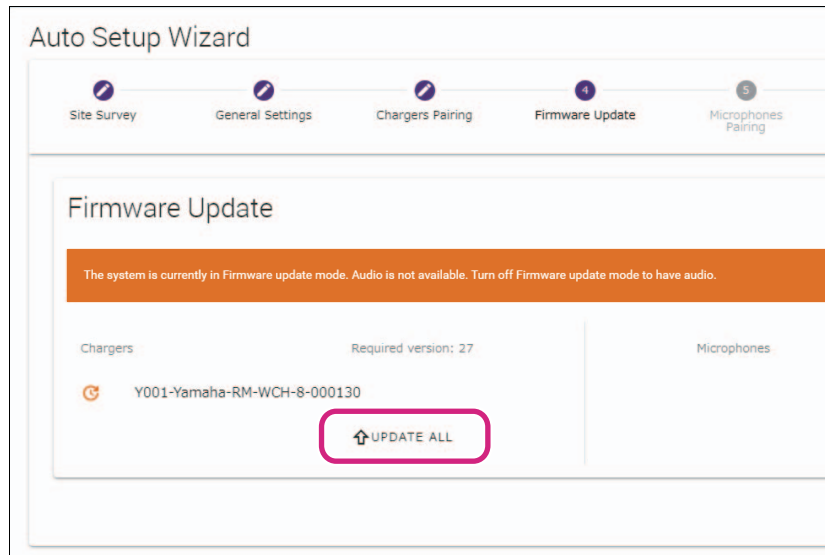 Auto Setup Wizard
4
5
Site Survey
General Settings
Chargers Pairing
Firmware Update
Microphones
Pairing
Firmware Update
The system is currently in Firmware update mode. Audio is not available. Turn off Firmware update mode to have audio.
Chargers
Required version: 27
Microphones
Y001-Yamaha-RM-WCH-8-000130
UPDATE ALL